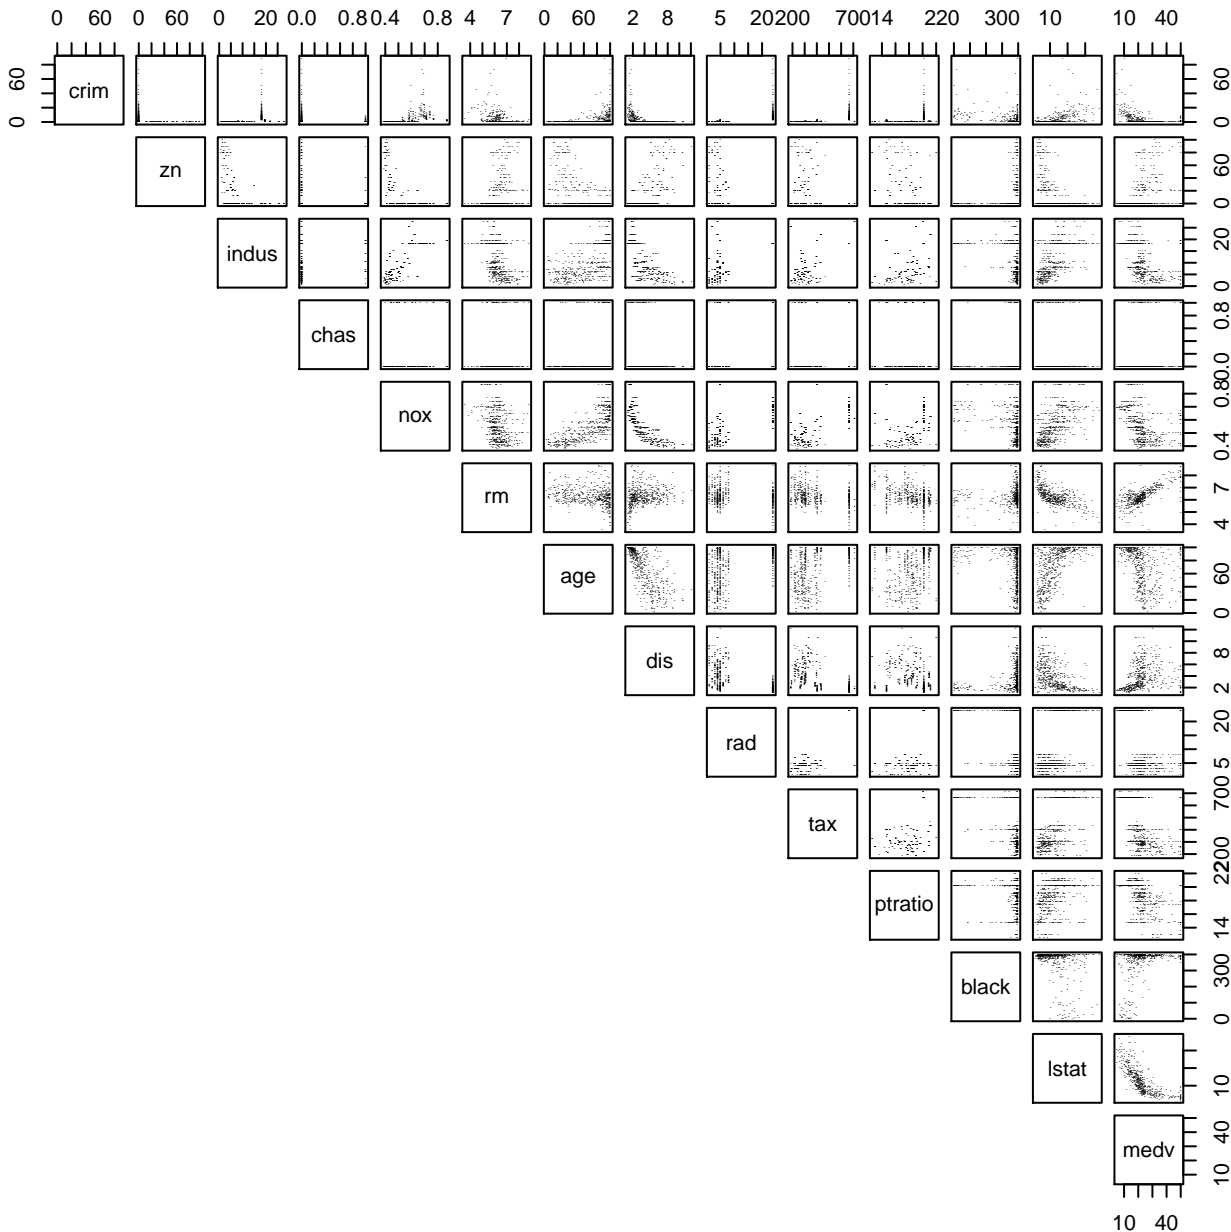 0 60 0 20 0.0 0.8 0.4 0.8 4 7 0 60 2 8 5 20 200 700 14 22 0 300 10 10 40
0 60 crim 0 60
zn 0 60
indus 0 20
chas 0.0 0.8
nox 0.4 0.8
rm 4 7
age 0 60
dis 2 8
rad 5 20
tax 200 700
ptratio 14 22
black 0 300
lstat 10
medv 10 40
10 40